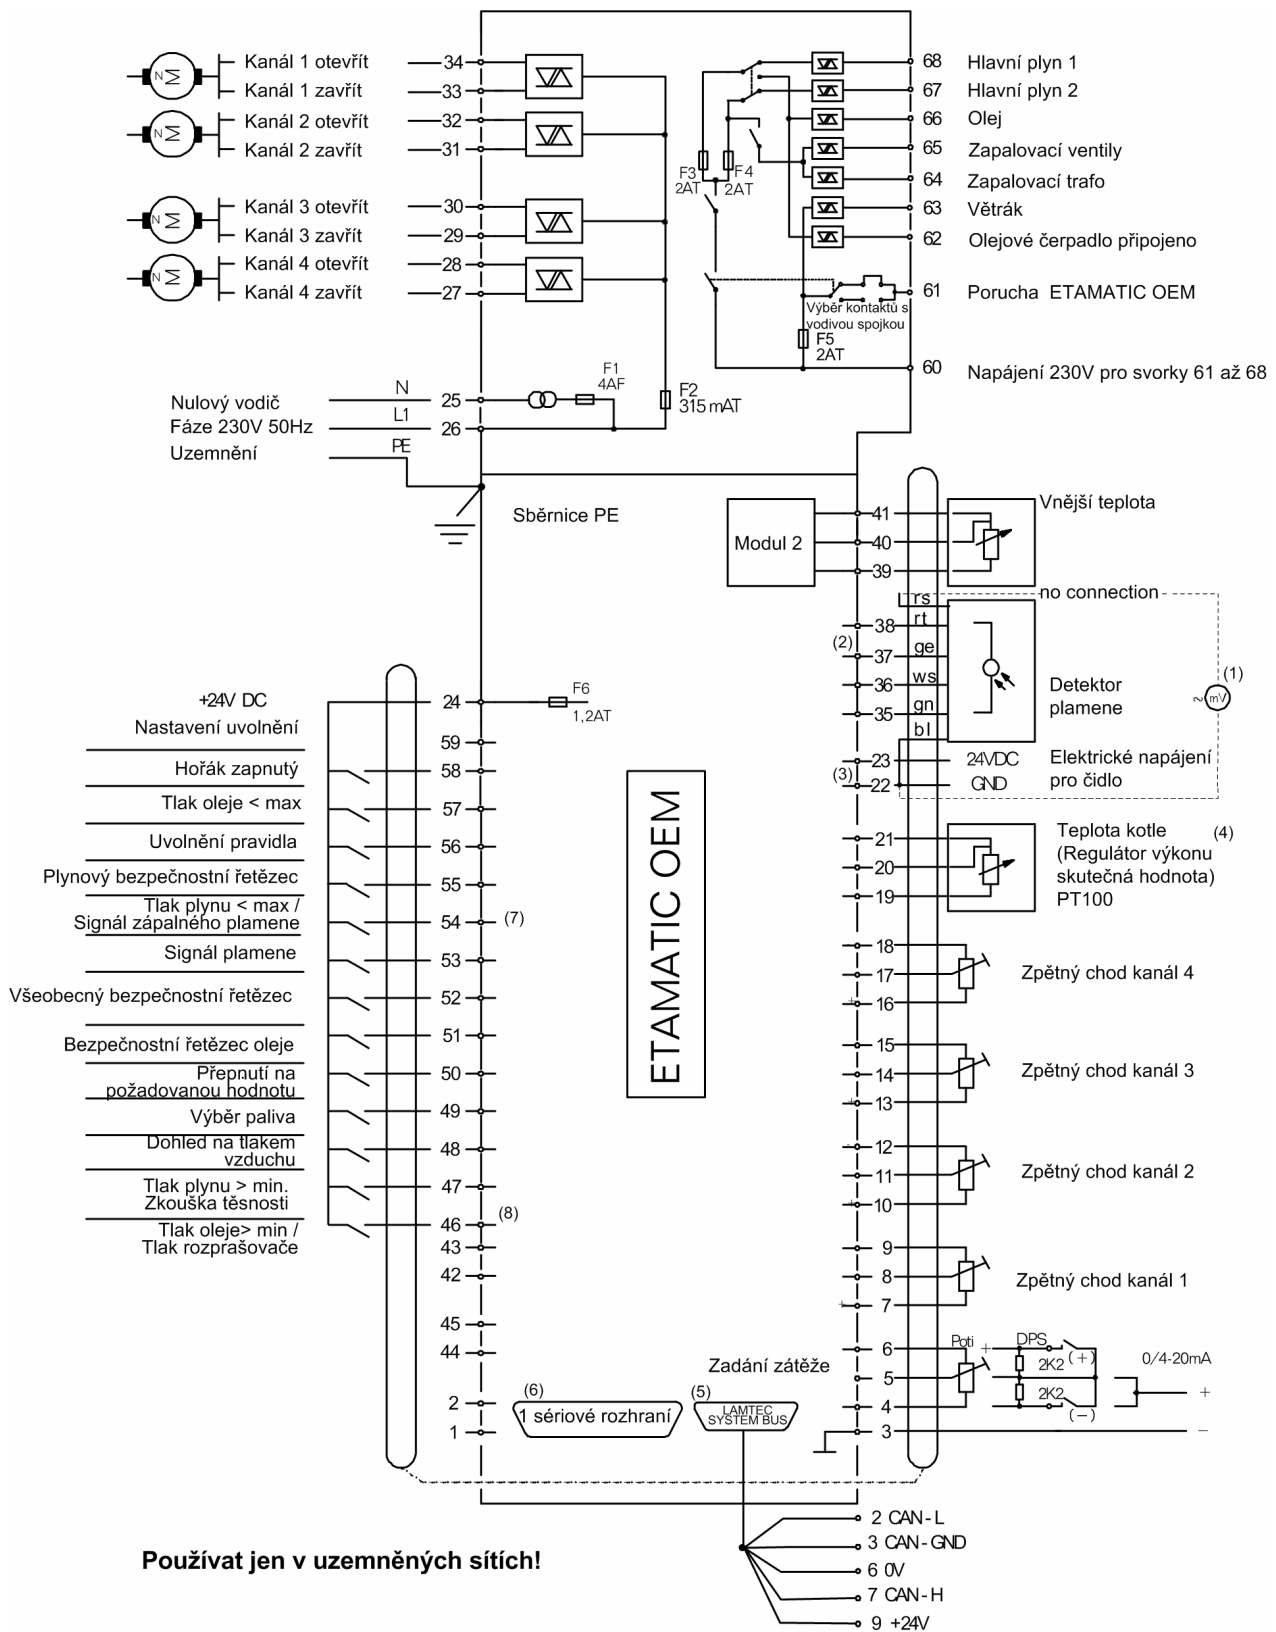 Kanál 1 otevřít 34
Kanál 1 zavřít 33
Kanál 2 otevřít 32
Kanál 2 zavřít 31
Kanál 3 otevřít 30
Kanál 3 zavřít 29
Kanál 4 otevřít 28
Kanál 4 zavřít 27
N M
N M
N M
N M
68 Hlavní plyn 1
67 Hlavní plyn 2
66 Olej
65 Zapalovací ventily
64 Zapalovací trafo
63 Větrák
62 Olejové čerpadlo připojeno
61 Porucha ETAMATIC OEM
60 Napájení 230V pro svorky 61 až 68
F3
2AT
F4
2AT
Výběr kontaktů s
vodivou spojkou
F5
2AT
F1
4AF
F2
315 mAT
Nulový vodič N 25
Fáze 230V 50Hz L1 26
Uzemnění PE
Sběrnice PE
Modul 2
41
40
39
Vnější teplota
no connection
rs
38 rt
(2)
37 ge
36 ws
35 gn
bl
Detektor
plamene
(1)
~ mV
(3)
23 24VDC
22 GND
Elektrické napájení
pro čidlo
21
20
19
Teplota kotle (4)
(Regulátor výkonu
skutečná hodnota)
PT100
18
17
+ 16
Zpětný chod kanál 4
15
14
+ 13
Zpětný chod kanál 3
12
11
+ 10
Zpětný chod kanál 2
9
8
+ 7
Zpětný chod kanál 1
6
5
4
3
Zadání zátěže
Poti
+
DPS
2K2 (+)
2K2
(−)
0/4-20mA
+
−
+24V DC 24
F6
1,2AT
Nastavení uvolnění
59
Hořák zapnutý 58
Tlak oleje < max 57
Uvolnění pravidla 56
Plynový bezpečnostní řetězec 55
Tlak plynu < max /
Signál zápalného plamene 54 (7)
Signál plamene 53
Všeobecný bezpečnostní řetězec 52
51
Bezpečnostní řetězec oleje
50
Přepnutí na
požadovanou hodnotu
Výběr paliva 49
Dohled na tlakem
vzduchu 48
Tlak plynu > min. 47
Zkouška těsnosti
46 (8)
Tlak oleje> min /
Tlak rozprašovače
43
42
45
44
2
1
ETAMATIC OEM
(6)
1 sériové rozhraní
(5)
LAMTEC
SYSTEM BUS
2 CAN-L
3 CAN-GND
6 0V
7 CAN-H
9 +24V
Používat jen v uzemněných sítích!